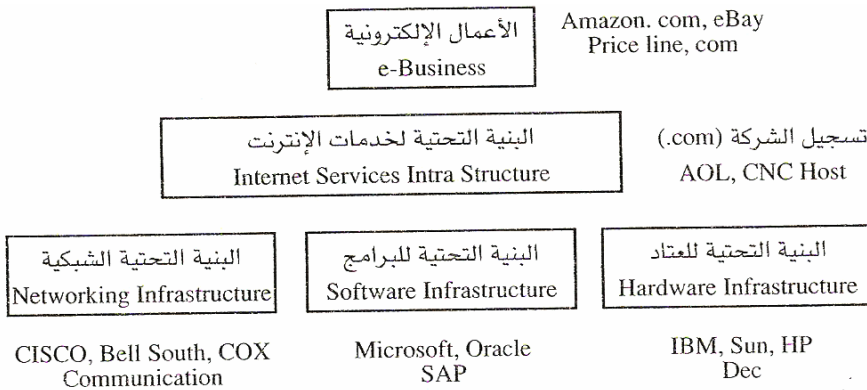 الأعمال الإلكترونية
e-Business
Amazon. com, eBay
Price line, com
البنية التحتية لخدمات الإنترنت
Internet Services Intra Structure
تسجيل الشركة (com.)
AOL, CNC Host
البنية التحتية الشبكية
Networking Infrastructure
البنية التحتية للبرامج
Software Infrastructure
البنية التحتية للعتاد
Hardware Infrastructure
CISCO, Bell South, COX
Communication
Microsoft, Oracle
SAP
IBM, Sun, HP
Dec